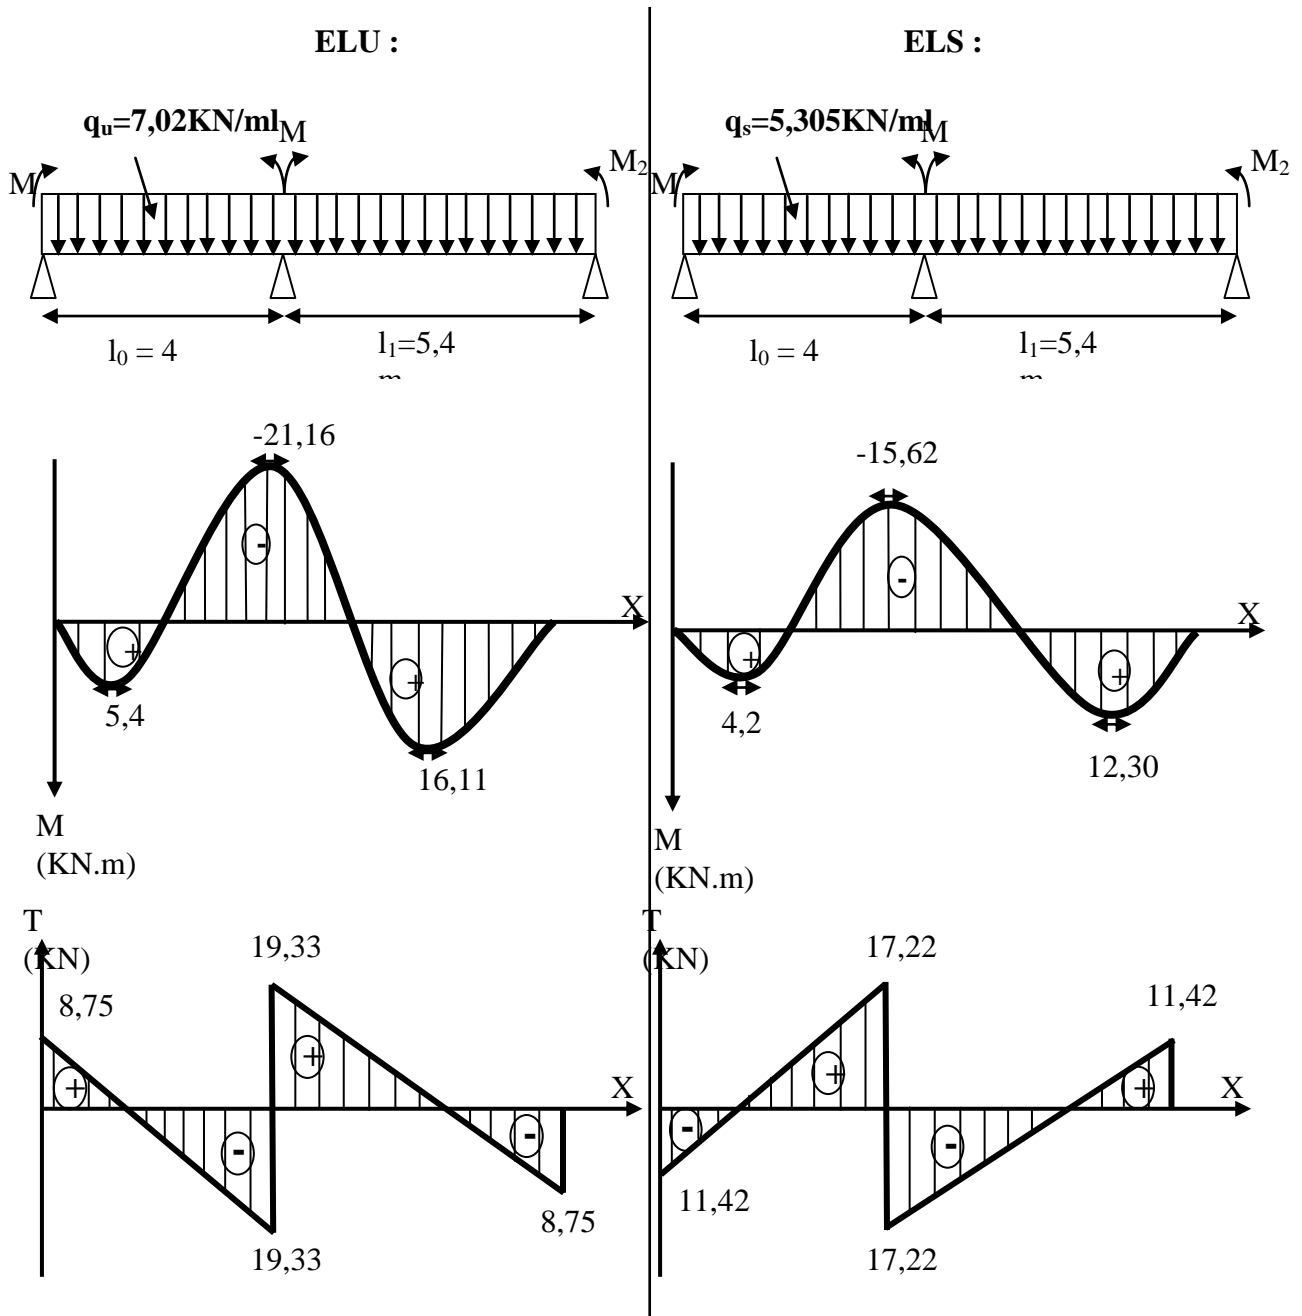 ELU :
q_u=7,02KN/ml
M
M
M₂
l₀ = 4
l₁=5,4
-21,16
-
+
+
X
5,4
16,11
M
(KN.m)
T
(KN)
8,75
19,33
+
-
+
-
X
19,33
8,75
ELS :
qₛ=5,305KN/ml
M
M
M₂
l₀ = 4
l₁=5,4
-15,62
-
+
+
X
4,2
12,30
M
(KN.m)
T
(KN)
17,22
11,42
-
+
-
+
X
11,42
17,22